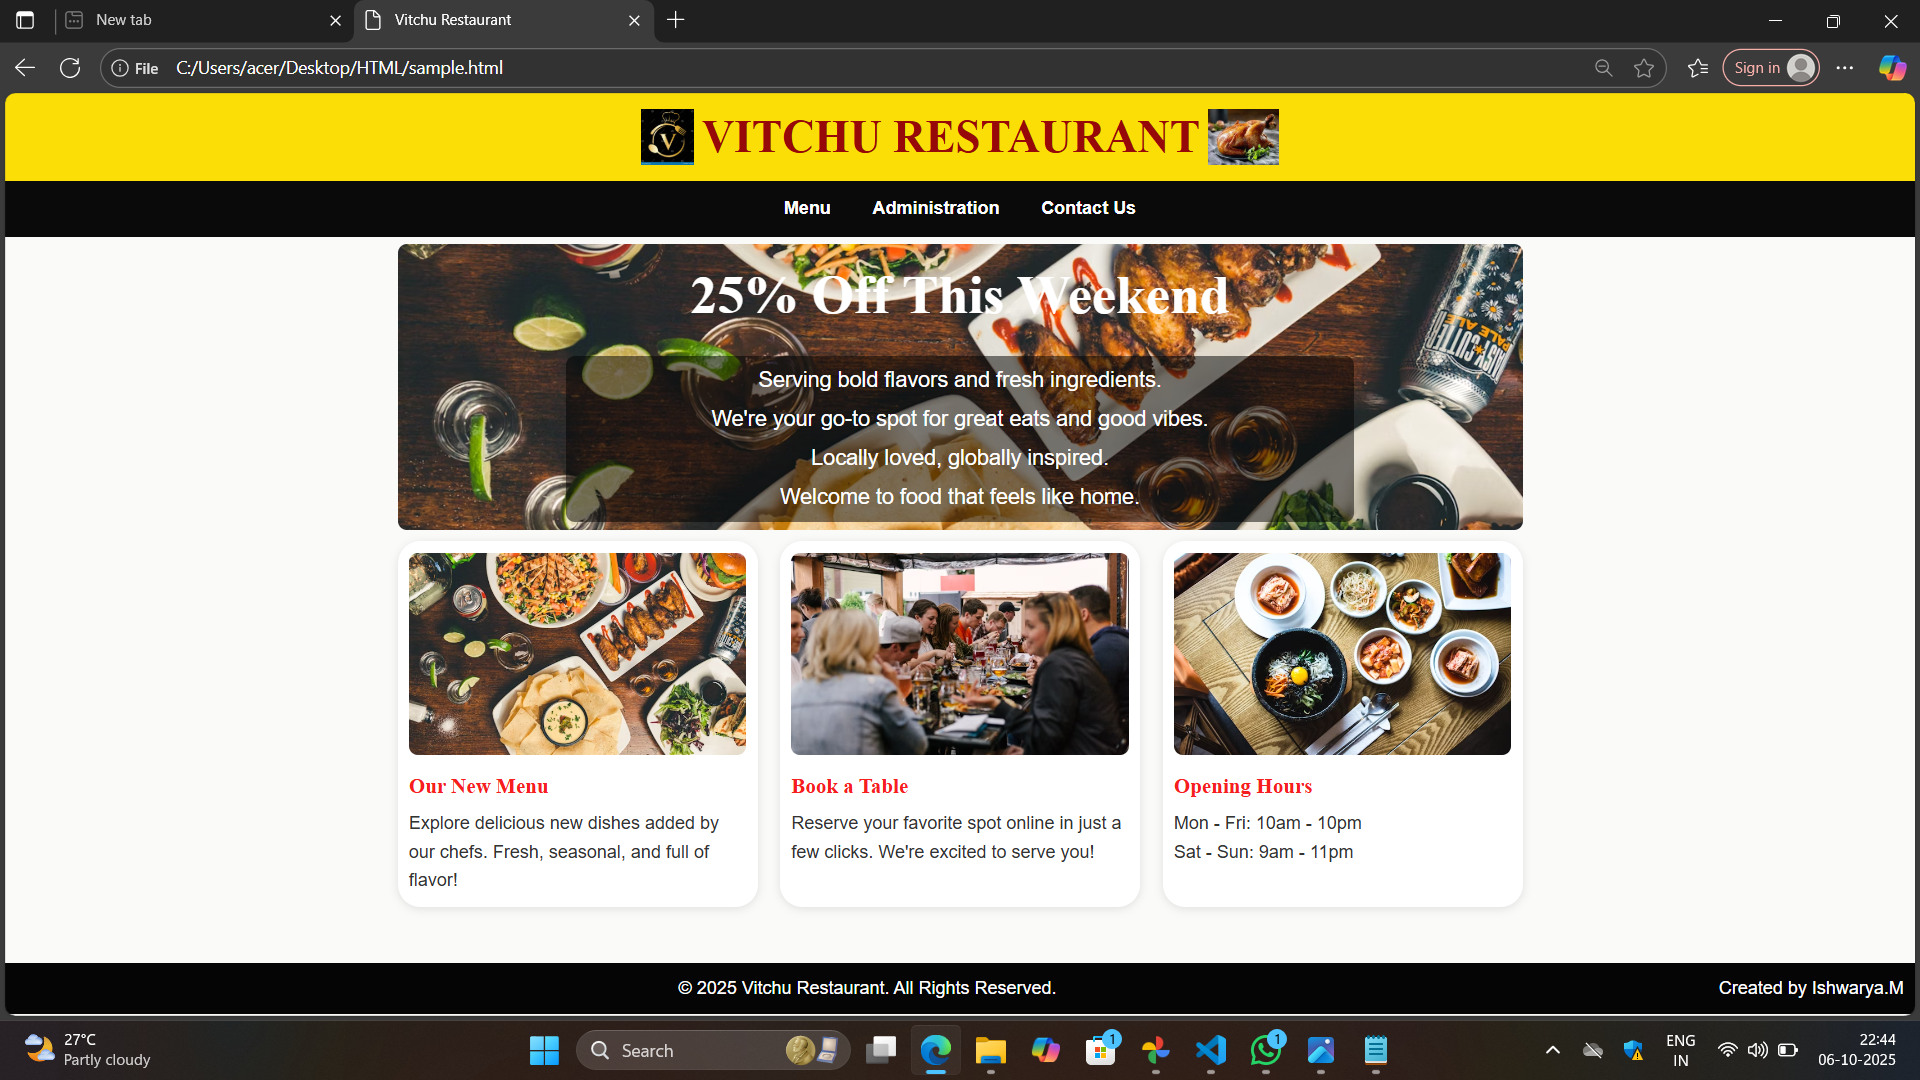 New tab
Vitchu Restaurant
File
C:/Users/acer/Desktop/HTML/sample.html
Sign in
V
VITCHU RESTAURANT
Menu
Administration
Contact Us
25% Off This Weekend
PALE ALE
Serving bold flavors and fresh ingredients.
We're your go-to spot for great eats and good vibes.
Locally loved, globally inspired.
Welcome to food that feels like home.
Our New Menu
Explore delicious new dishes added by
our chefs. Fresh, seasonal, and full of
flavor!
Book a Table
Reserve your favorite spot online in just a
few clicks. We're excited to serve you!
Opening Hours
Mon - Fri: 10am - 10pm
Sat - Sun: 9am - 11pm
© 2025 Vitchu Restaurant. All Rights Reserved.
Created by Ishwarya.M
27°C
Partly cloudy
Search
1
1
ENG
IN
22:44
06-10-2025